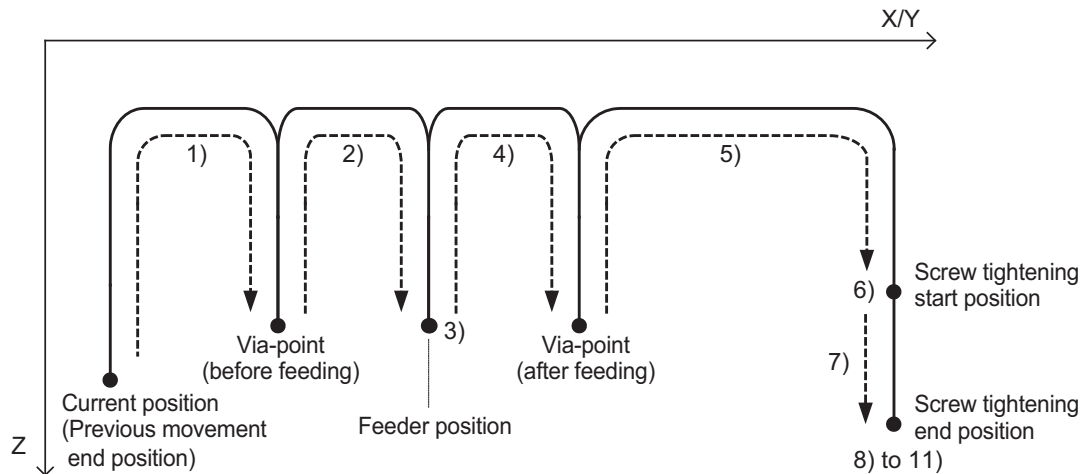 X/Y
1)
2)
4)
5)
Screw tightening
start position
6)
3)
Via-point
(before feeding)
Via-point
(after feeding)
7)
Current position
(Previous movement
end position)
Feeder position
Screw tightening
end position
Z
8) to 11)